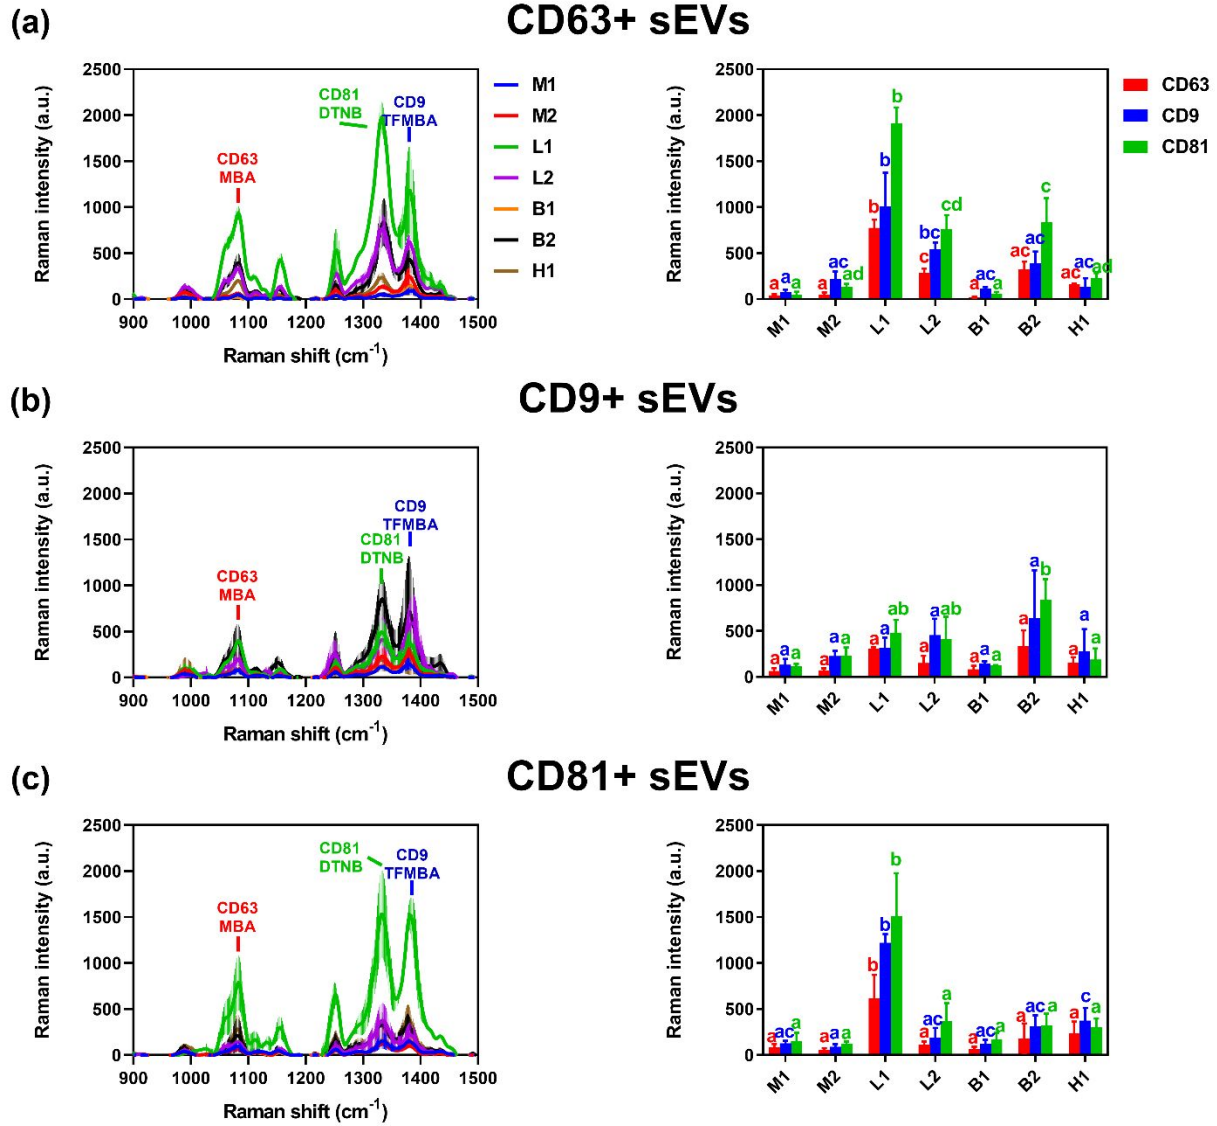 (a)
CD63+ sEVs
2500
2000
1500
1000
500
0
Raman intensity (a.u.)
CD63
MBA
CD81
DTNB
CD9
TFMBA
900
1000
1100
1200
1300
1400
1500
Raman shift (cm-1)
M1
M2
L1
L2
B1
B2
H1
2500
2000
1500
1000
500
0
Raman intensity (a.u.)
a a a
a ac ad
b b b
c bc cd
a ac a
ac ac c
ac ac ad
M1
M2
L1
L2
B1
B2
H1
CD63
CD9
CD81
(b)
CD9+ sEVs
2500
2000
1500
1000
500
0
Raman intensity (a.u.)
CD63
MBA
CD81
DTNB
CD9
TFMBA
900
1000
1100
1200
1300
1400
1500
Raman shift (cm-1)
2500
2000
1500
1000
500
0
Raman intensity (a.u.)
a a a
a a a
a a ab
a a ab
a a a
a a b
a a a
M1
M2
L1
L2
B1
B2
H1
(c)
CD81+ sEVs
2500
2000
1500
1000
500
0
Raman intensity (a.u.)
CD63
MBA
CD81
DTNB
CD9
TFMBA
900
1000
1100
1200
1300
1400
1500
Raman shift (cm-1)
2500
2000
1500
1000
500
0
Raman intensity (a.u.)
a ac a
a a a
b b b
a ac a
a ac a
a ac a
a c a
M1
M2
L1
L2
B1
B2
H1